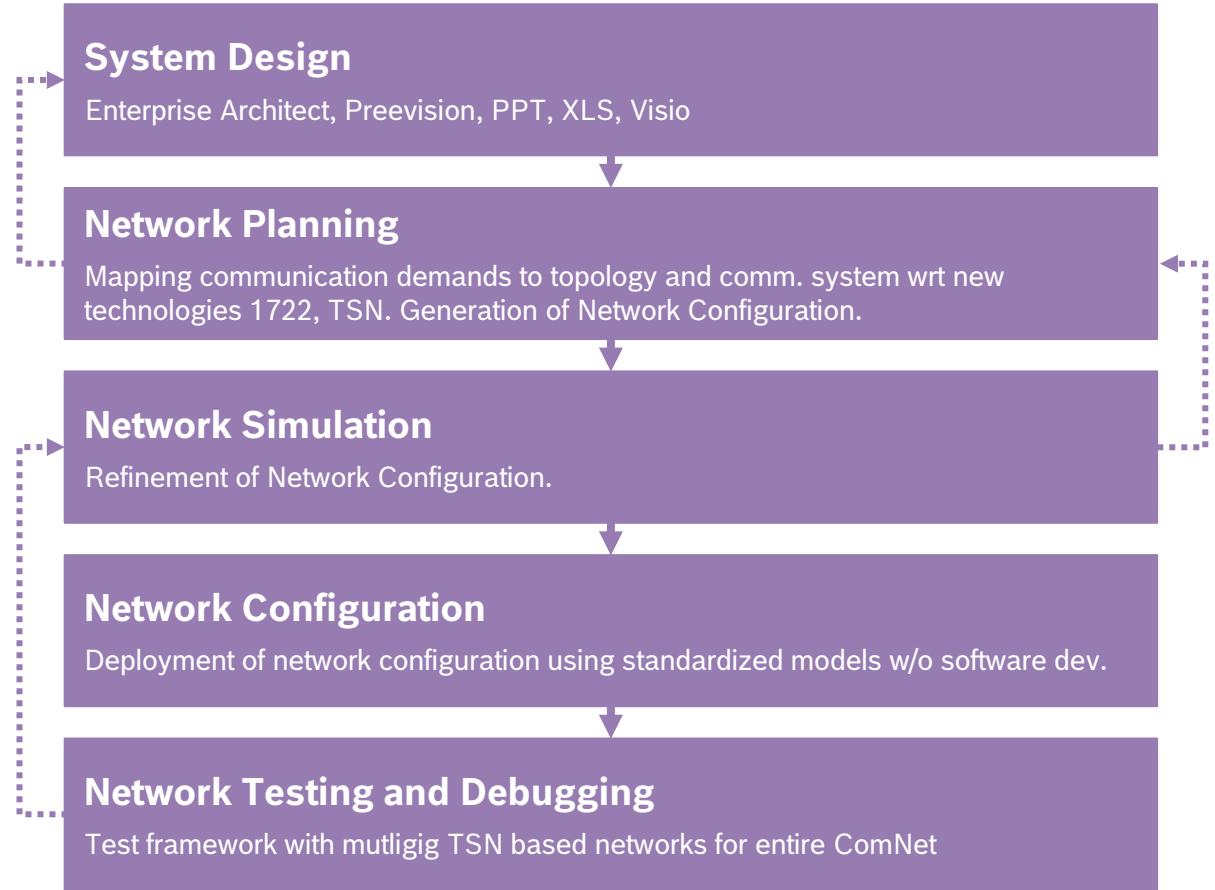 System Design
Enterprise Architect, Preevision, PPT, XLS, Visio
Network Planning
Mapping communication demands to topology and comm. system wrt new
technologies 1722, TSN. Generation of Network Configuration.
Network Simulation
Refinement of Network Configuration.
Network Configuration
Deployment of network configuration using standardized models w/o software dev.
Network Testing and Debugging
Test framework with mutligig TSN based networks for entire ComNet